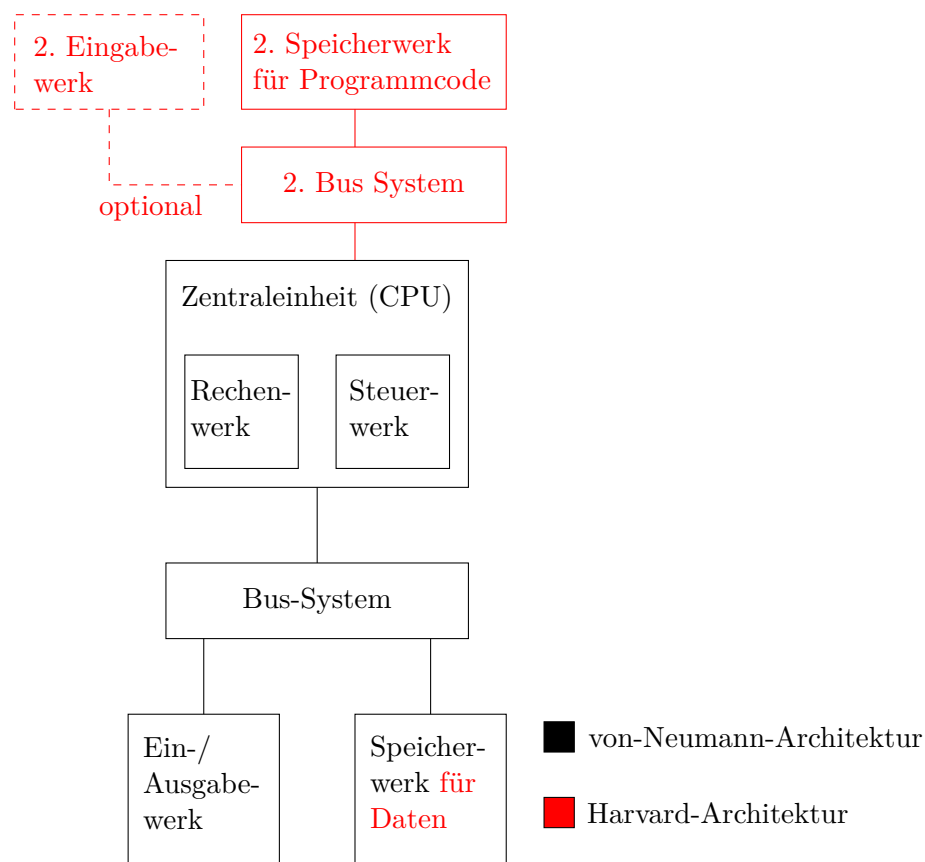 2. Eingabe-
werk
2. Speicherwerk
für Programmcode
2. Bus System
optional
Zentraleinheit (CPU)
Rechen-
werk
Steuer-
werk
Bus-System
Ein-/
Ausgabe-
werk
Speicher-
werk für
Daten
von-Neumann-Architektur
Harvard-Architektur